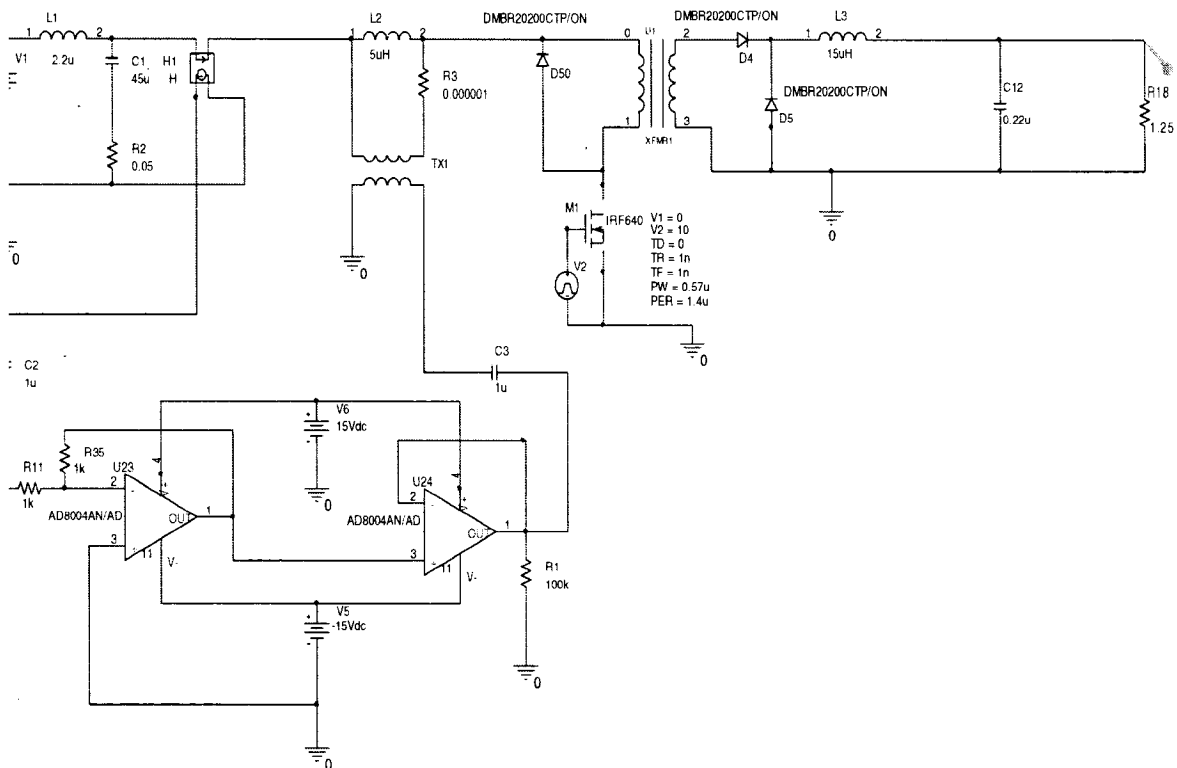 L1
1
2
V1
2.2u
C1
45u
R2
0.05
H1
H
L2
1
2
5uH
R3
0.000001
TX1
0
DMBR20200CTP/ON
D50
0
1
XFMR1
2
3
DMBR20200CTP/ON
D4
L3
1
2
15uH
DMBR20200CTP/ON
D5
0
C12
0.22u
R18
1.25
M1
IRF640
V2
V1 = 0
V2 = 10
TD = 0
TR = 1n
TF = 1n
PW = 0.57u
PER = 1.4u
0
0
C2
1u
C3
1u
R11
1k
R35
1k
U23
4
2
-
V+
AD8004AN/AD
OUT
1
3
+
11
V-
V6
15Vdc
0
V5
-15Vdc
0
U24
4
2
-
V+
AD8004AN/AD
OUT
1
3
+
11
V-
R1
100k
0